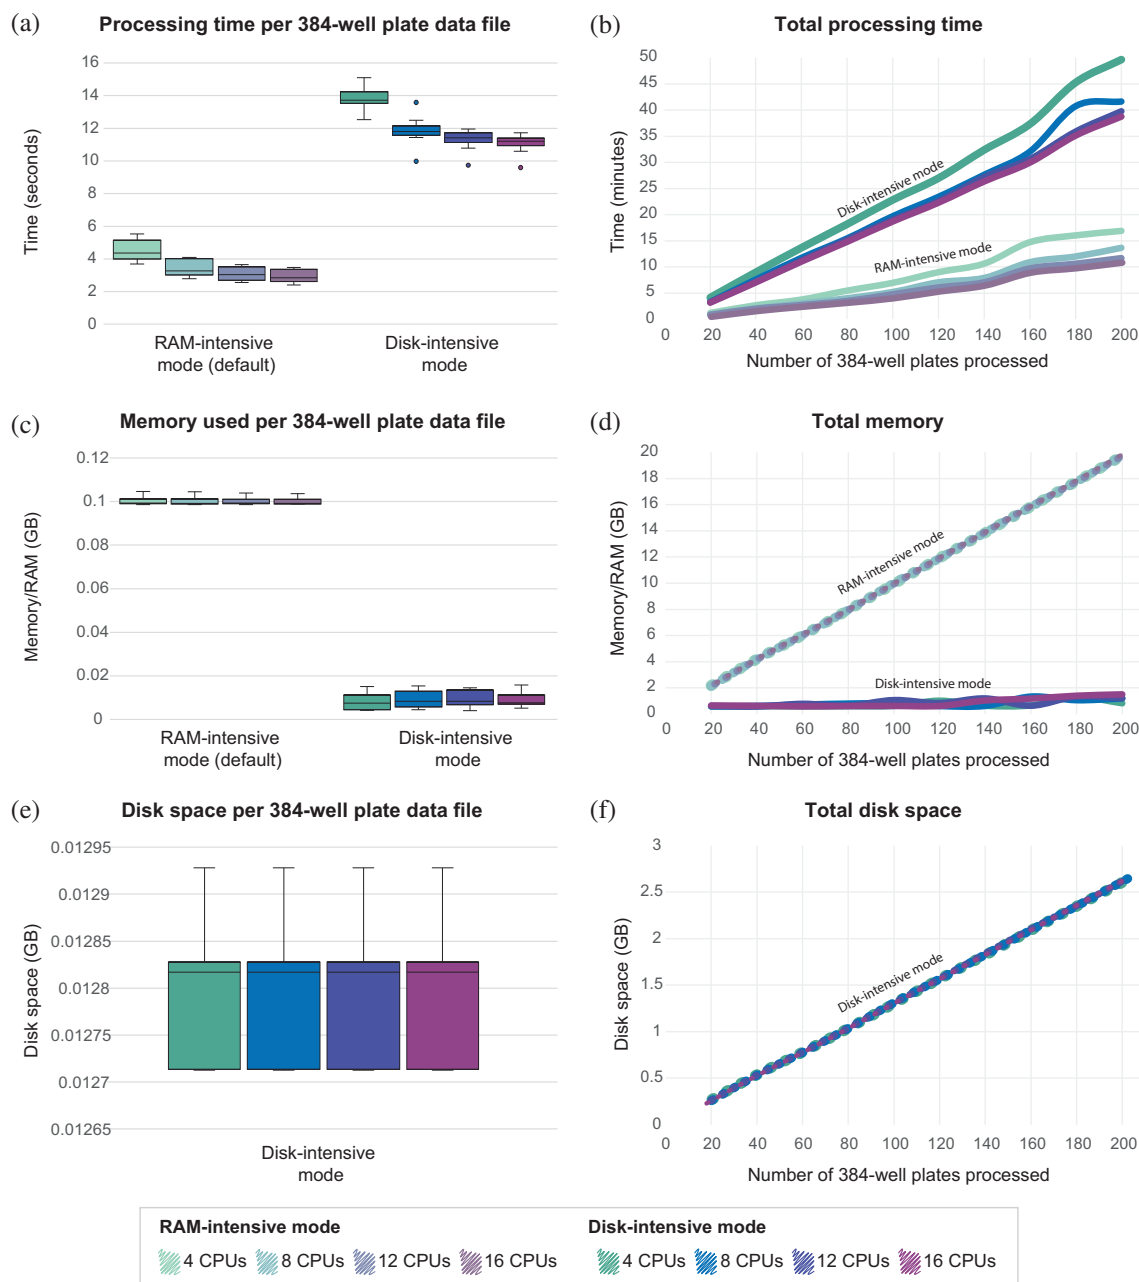 (a)
Processing time per 384-well plate data file
16
14
12
10
8
6
4
2
0
Time (seconds)
RAM-intensive
mode (default)
Disk-intensive
mode
(b)
Total processing time
50
45
40
35
30
25
20
15
10
5
0
Time (minutes)
Disk-intensive mode
RAM-intensive mode
0 20 40 60 80 100 120 140 160 180 200
Number of 384-well plates processed
(c)
Memory used per 384-well plate data file
0.12
0.1
0.08
0.06
0.04
0.02
0
Memory/RAM (GB)
RAM-intensive
mode (default)
Disk-intensive
mode
(d)
Total memory
20
18
16
14
12
10
8
6
4
2
0
Memory/RAM (GB)
RAM-intensive mode
Disk-intensive mode
0 20 40 60 80 100 120 140 160 180 200
Number of 384-well plates processed
(e)
Disk space per 384-well plate data file
0.01295
0.0129
0.01285
0.0128
0.01275
0.0127
0.01265
Disk space (GB)
Disk-intensive
mode
(f)
Total disk space
3
2.5
2
1.5
1
0.5
0
Disk space (GB)
Disk-intensive mode
0 20 40 60 80 100 120 140 160 180 200
Number of 384-well plates processed
RAM-intensive mode
4 CPUs 8 CPUs 12 CPUs 16 CPUs
Disk-intensive mode
4 CPUs 8 CPUs 12 CPUs 16 CPUs